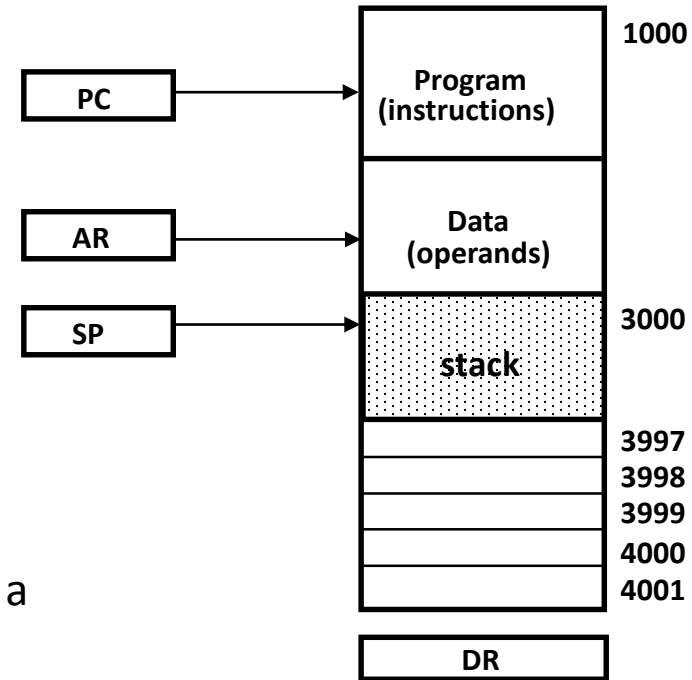 1000
Program
PC
(instructions)
Data
AR
(operands)
3000
SP
stack
3997
3998
3999
4000
a
4001
DR